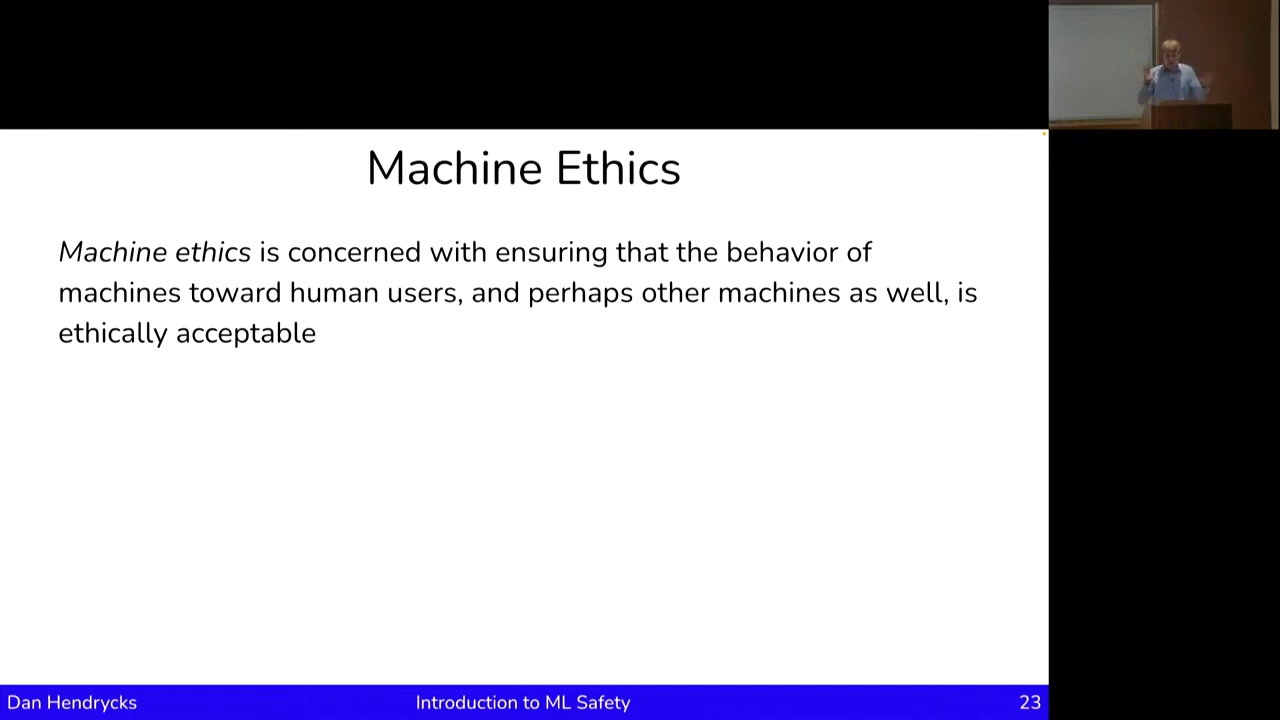 Machine Ethics
Machine ethics is concerned with ensuring that the behavior of
machines toward human users, and perhaps other machines as well, is
ethically acceptable
Dan Hendrycks
Introduction to ML Safety
23